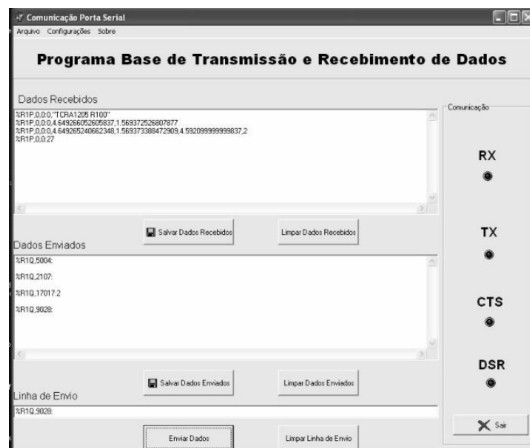 Comunicação Porta Serial
Arquivo Configurações Sobre
Programa Base de Transmissão e Recebimento de Dados
Dados Recebidos
%R1P,0,0:0,"TCRA1205 R100"
%R1P,0,0:0,4.649266052605837,1.569372526807877
%R1P,0,0:0,4.649265240662348,1.569373388472909,4.592099999999837,2
%R1P,0,0:27
Salvar Dados Recebidos
Limpar Dados Recebidos
Dados Enviados
%R1Q,5004:
%R1Q,2107:
%R1Q,17017:2
%R1Q,9028:
Salvar Dados Enviados
Limpar Dados Enviados
Linha de Envio
%R1Q,9028:
Enviar Dados
Limpar Linha de Envio
Comunicação
RX
TX
CTS
DSR
Sair